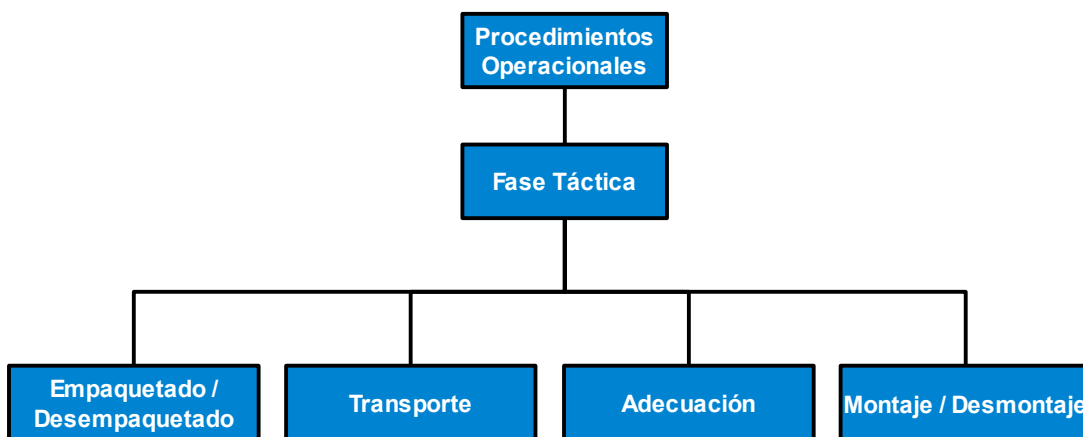 Procedimientos
Operacionales
Fase Táctica
Empaquetado /
Desempaquetado
Transporte
Adecuación
Montaje / Desmontaje